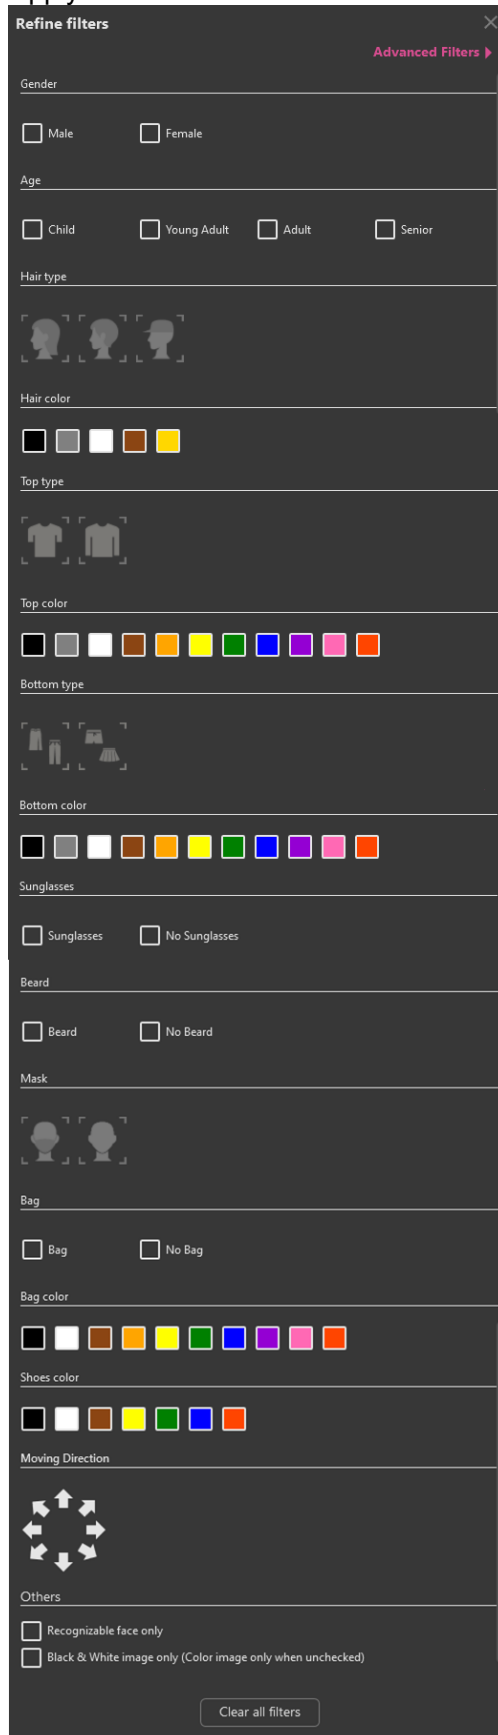 Refine filters
Advanced Filters
Gender
Male Female
Age
Child Young Adult Adult Senior
Hair type
Hair color
Top type
Top color
Bottom type
Bottom color
Sunglasses
Sunglasses No Sunglasses
Beard
Beard No Beard
Mask
Bag
Bag No Bag
Bag color
Shoes color
Moving Direction
Others
Recognizable face only
Black & White image only (Color image only when unchecked)
Clear all filters